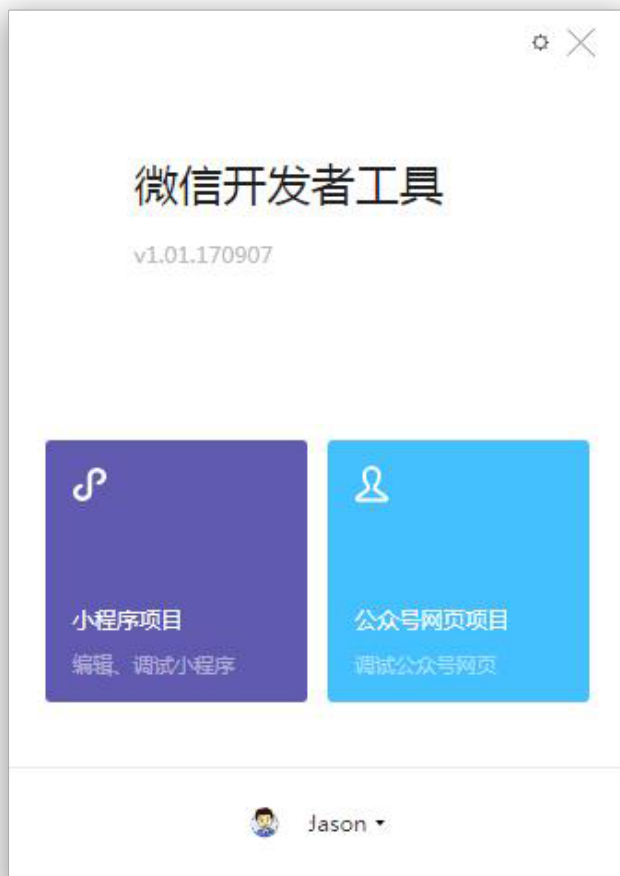 微信开发者工具
v1.01.170907
小程序项目
公众号网页项目
编辑、调试小程序
调试公众号网页
Jason